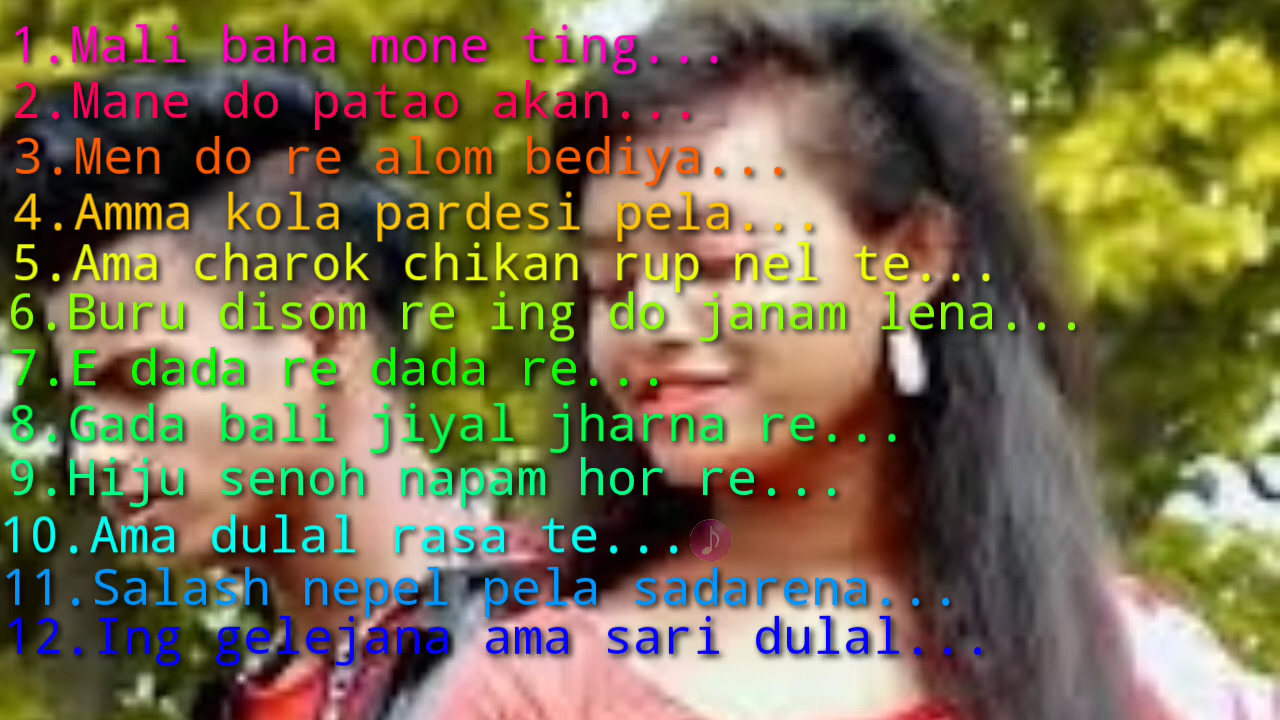 1.Mali baha mone ting...
2.Mane do patao akan...
3.Men do re alom bediya...
4.Amma kola pardesi pela...
5.Ama charok chikan rup nel te...
6.Buru disom re ing do janam lena...
7.E dada re dada re...
8.Gada bali jiyal jharna re...
9.Hiju senoh napam hor re...
10.Ama dulal rasa te...
11.Salash nepel pela sadarena...
12.Ing gelejana ama sari dulal...